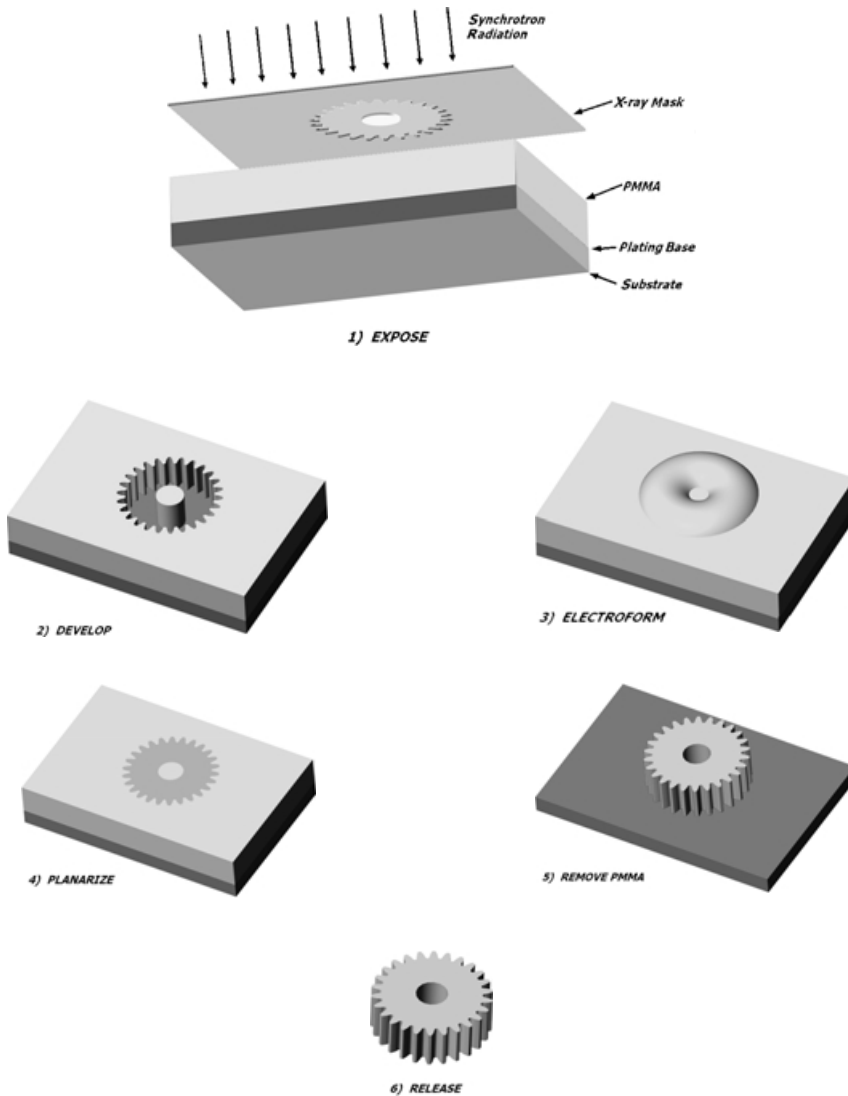 Synchrotron
Radiation
X-ray Mask
PMMA
Plating Base
Substrate
1) EXPOSE
2) DEVELOP
3) ELECTROFORM
4) PLANARIZE
5) REMOVE PMMA
6) RELEASE